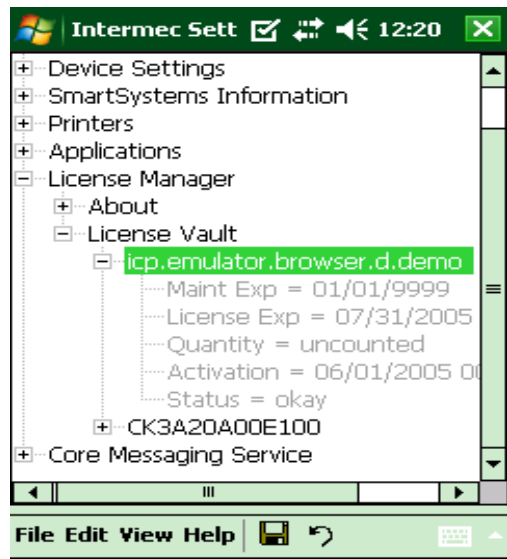 Intermec Sett 12:20
Device Settings
SmartSystems Information
Printers
Applications
License Manager
About
License Vault
icp.emulator.browser.d.demo
Maint Exp = 01/01/9999
License Exp = 07/31/2005
Quantity = uncounted
Activation = 06/01/2005
Status = okay
CK3A20A00E100
Core Messaging Service
File Edit View Help